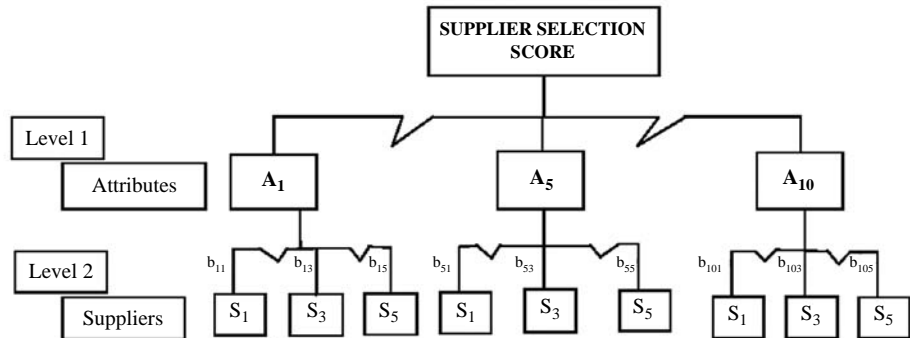 SUPPLIER SELECTION
SCORE
Level 1
Attributes
A₁
A₅
A₁₀
Level 2
Suppliers
b₁₁
b₁₃
b₁₅
b₅₁
b₅₃
b₅₅
b₁₀₁
b₁₀₃
b₁₀₅
S₁
S₃
S₅
S₁
S₃
S₅
S₁
S₃
S₅